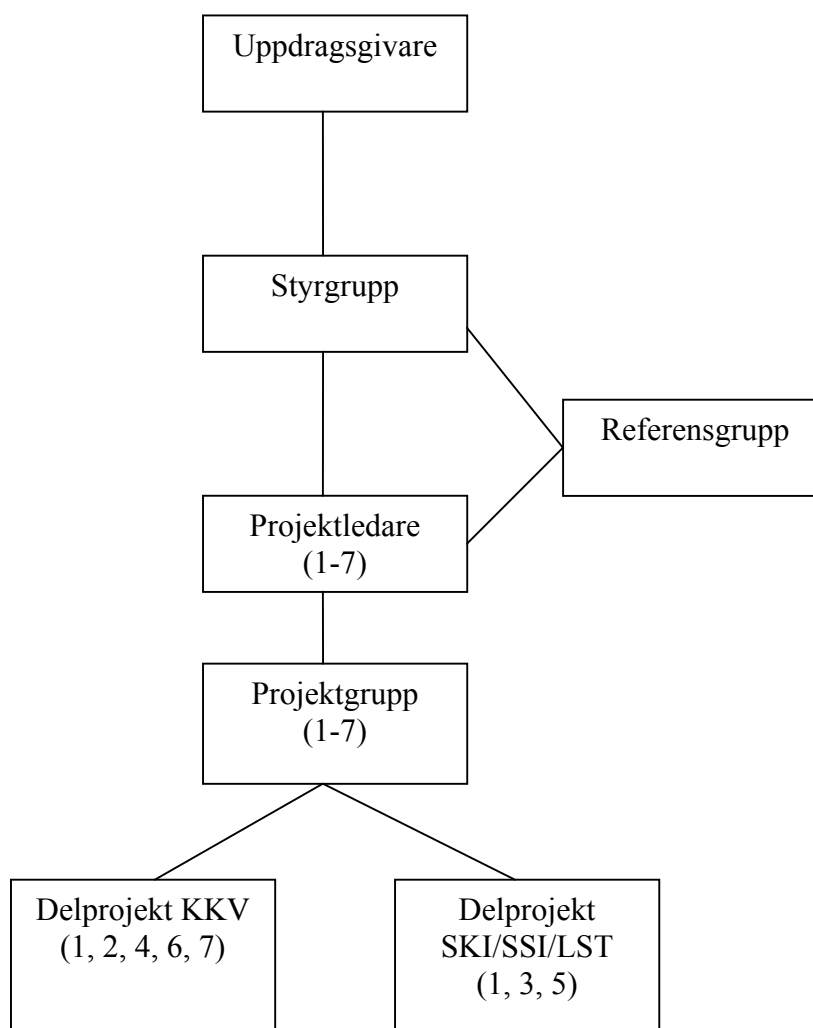 Uppdragsgivare
Styrgrupp
Referensgrupp
Projektledare
(1-7)
Projektgrupp
(1-7)
Delprojekt KKV
(1, 2, 4, 6, 7)
Delprojekt
SKI/SSI/LST
(1, 3, 5)